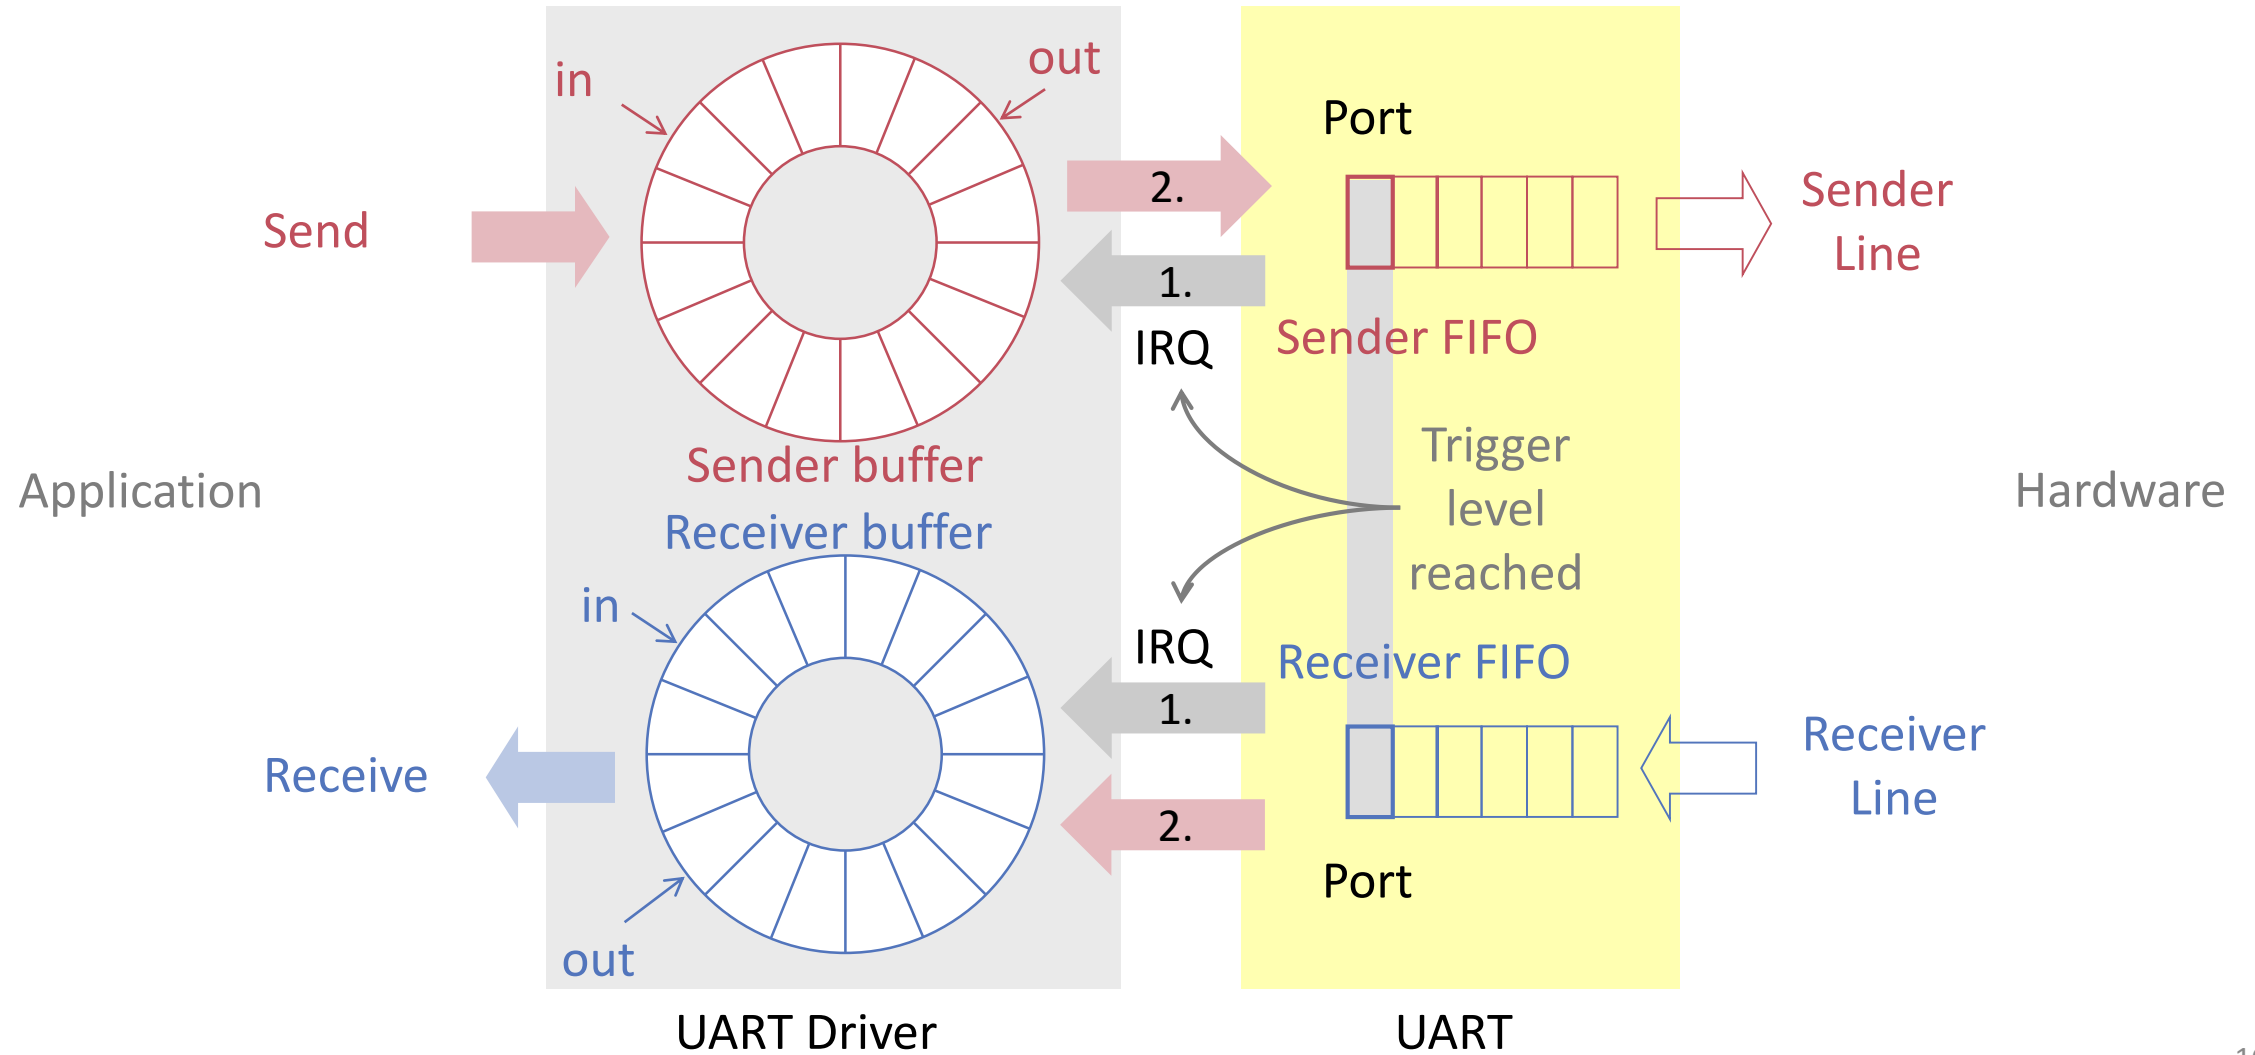 in
out
Port
2.
Send
Sender
Line
1.
Sender FIFO
IRQ
Trigger
level
reached
Sender buffer
Application
Hardware
Receiver buffer
in
IRQ
Receiver FIFO
1.
Receive
Receiver
Line
2.
Port
out
UART Driver
UART